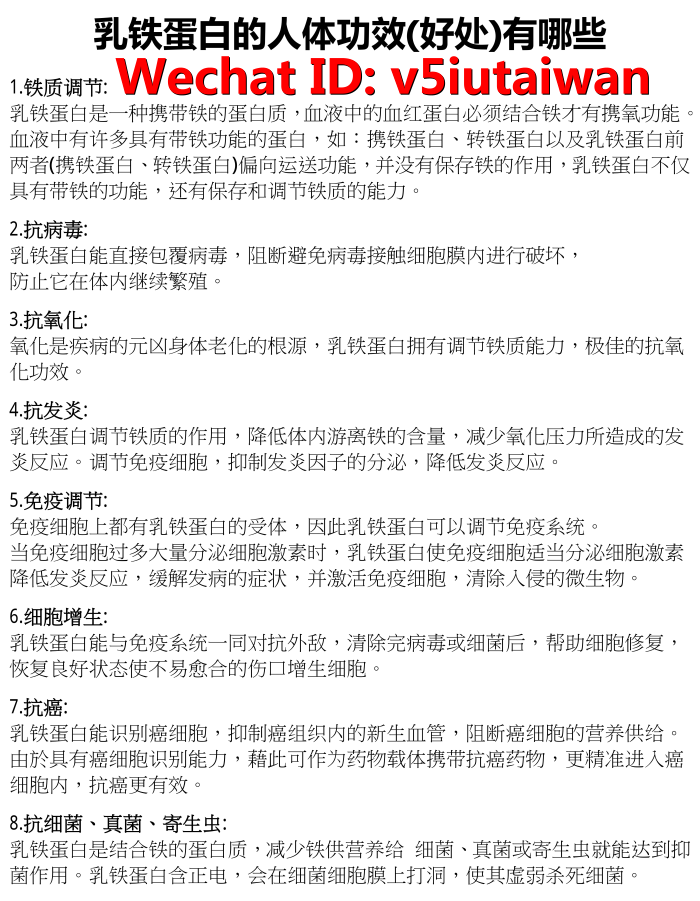 乳铁蛋白的人体功效(好处)有哪些
1.铁质调节: Wechat ID: v5iutaiwan
乳铁蛋白是一种携带铁的蛋白质，血液中的血红蛋白必须结合铁才有携氧功能。
血液中有许多具有带铁功能的蛋白，如：携铁蛋白、转铁蛋白以及乳铁蛋白前
两者(携铁蛋白、转铁蛋白)偏向运送功能，并没有保存铁的作用，乳铁蛋白不仅
具有带铁的功能，还有保存和调节铁质的能力。
2.抗病毒:
乳铁蛋白能直接包覆病毒，阻断避免病毒接触细胞膜内进行破坏，
防止它在体内继续繁殖。
3.抗氧化:
氧化是疾病的元凶身体老化的根源，乳铁蛋白拥有调节铁质能力，极佳的抗氧
化功效。
4.抗发炎:
乳铁蛋白调节铁质的作用，降低体内游离铁的含量，减少氧化压力所造成的发
炎反应。调节免疫细胞，抑制发炎因子的分泌，降低发炎反应。
5.免疫调节:
免疫细胞上都有乳铁蛋白的受体，因此乳铁蛋白可以调节免疫系统。
当免疫细胞过多大量分泌细胞激素时，乳铁蛋白使免疫细胞适当分泌细胞激素
降低发炎反应，缓解发病的症状，并激活免疫细胞，清除入侵的微生物。
6.细胞增生:
乳铁蛋白能与免疫系统一同对抗外敌，清除完病毒或细菌后，帮助细胞修复，
恢复良好状态使不易愈合的伤口增生细胞。
7.抗癌:
乳铁蛋白能识别癌细胞，抑制癌组织内的新生血管，阻断癌细胞的营养供给。
由於具有癌细胞识别能力，藉此可作为药物载体携带抗癌药物，更精准进入癌
细胞内，抗癌更有效。
8.抗细菌、真菌、寄生虫:
乳铁蛋白是结合铁的蛋白质，减少铁供营养给 细菌、真菌或寄生虫就能达到抑
菌作用。乳铁蛋白含正电，会在细菌细胞膜上打洞，使其虚弱杀死细菌。